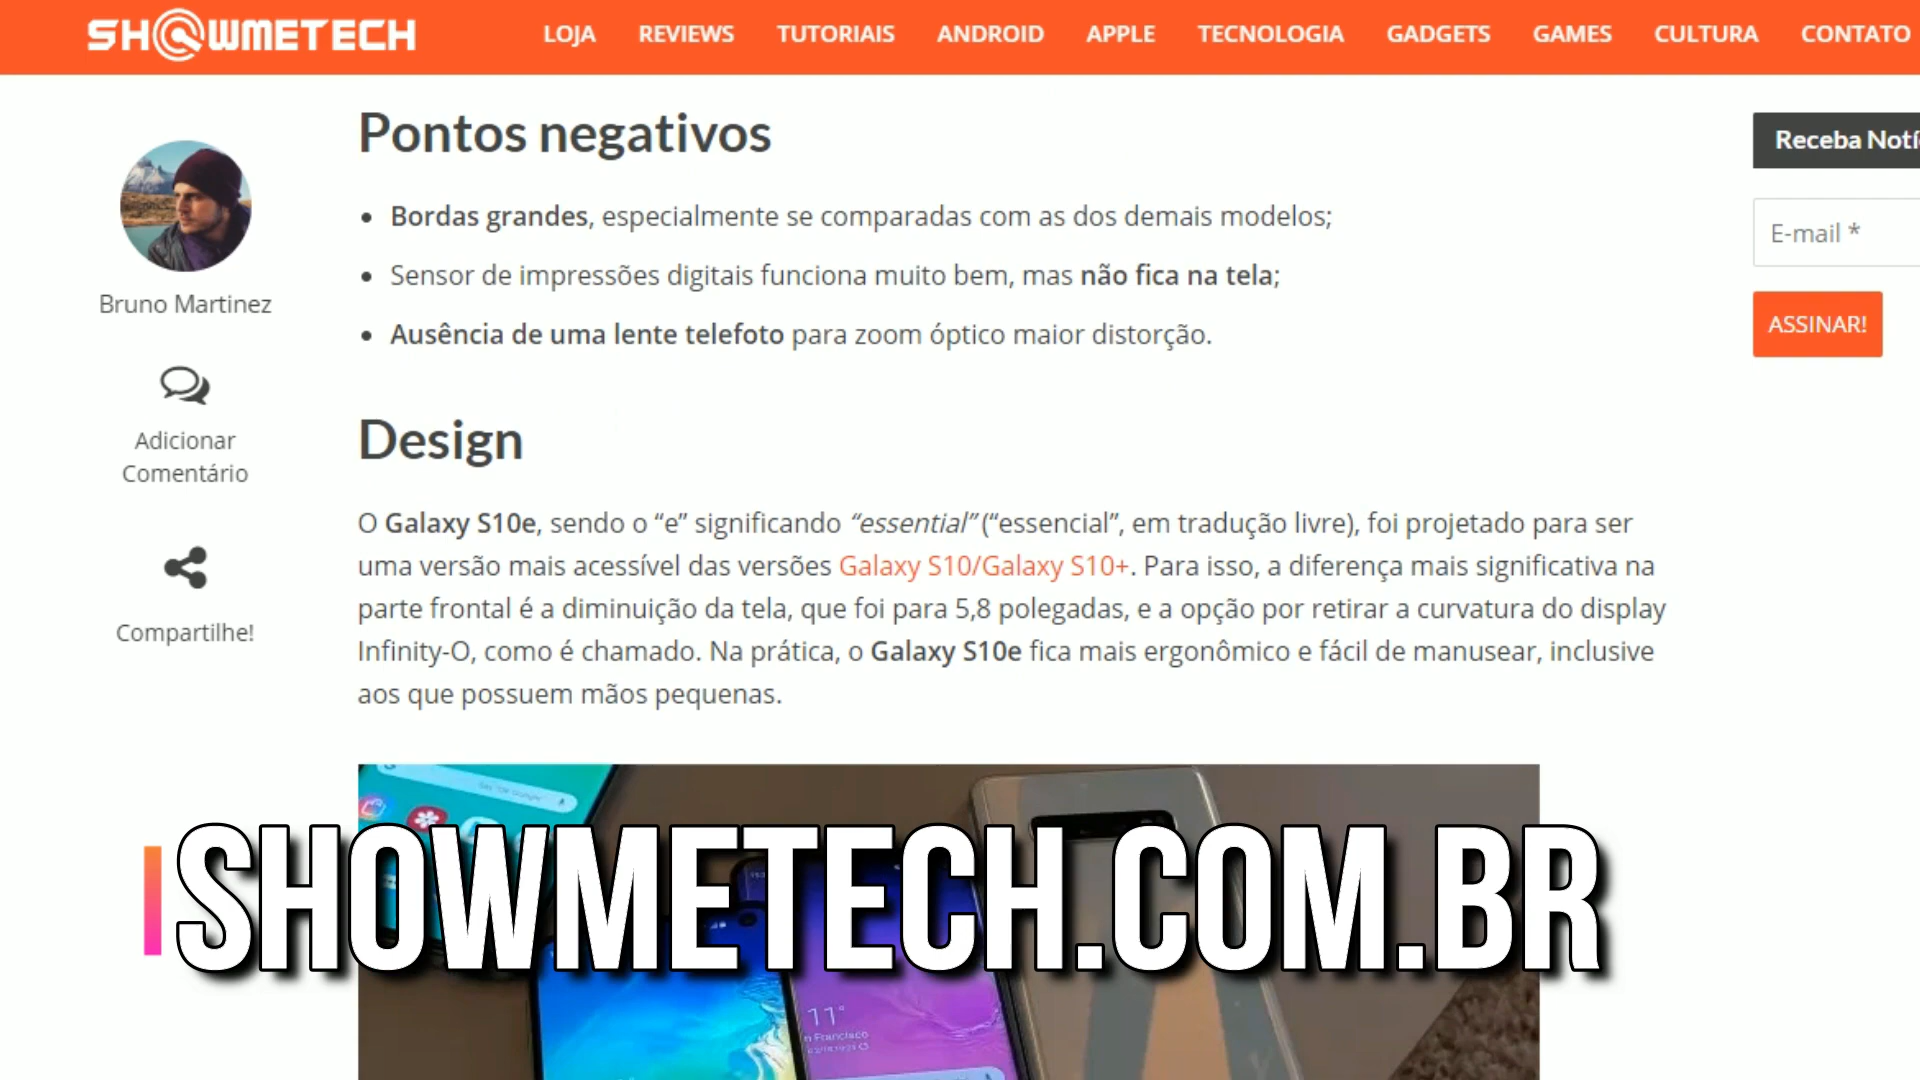 SHOWMETECH
LOJA REVIEWS TUTORIAIS ANDROID APPLE TECNOLOGIA GADGETS GAMES CULTURA CONTATO
Bruno Martinez
Adicionar
Comentário
Compartilhe!
Pontos negativos
• Bordas grandes, especialmente se comparadas com as dos demais modelos;
• Sensor de impressões digitais funciona muito bem, mas não fica na tela;
• Ausência de uma lente telefoto para zoom óptico maior distorção.
Design
O Galaxy S10e, sendo o “e” significando “essential” (“essencial”, em tradução livre), foi projetado para ser
uma versão mais acessível das versões Galaxy S10/Galaxy S10+. Para isso, a diferença mais significativa na
parte frontal é a diminuição da tela, que foi para 5,8 polegadas, e a opção por retirar a curvatura do display
Infinity-O, como é chamado. Na prática, o Galaxy S10e fica mais ergonômico e fácil de manusear, inclusive
aos que possuem mãos pequenas.
Receba Notí
E-mail *
ASSINAR!
SHOWMETECH.COM.BR
11°
n Francisco